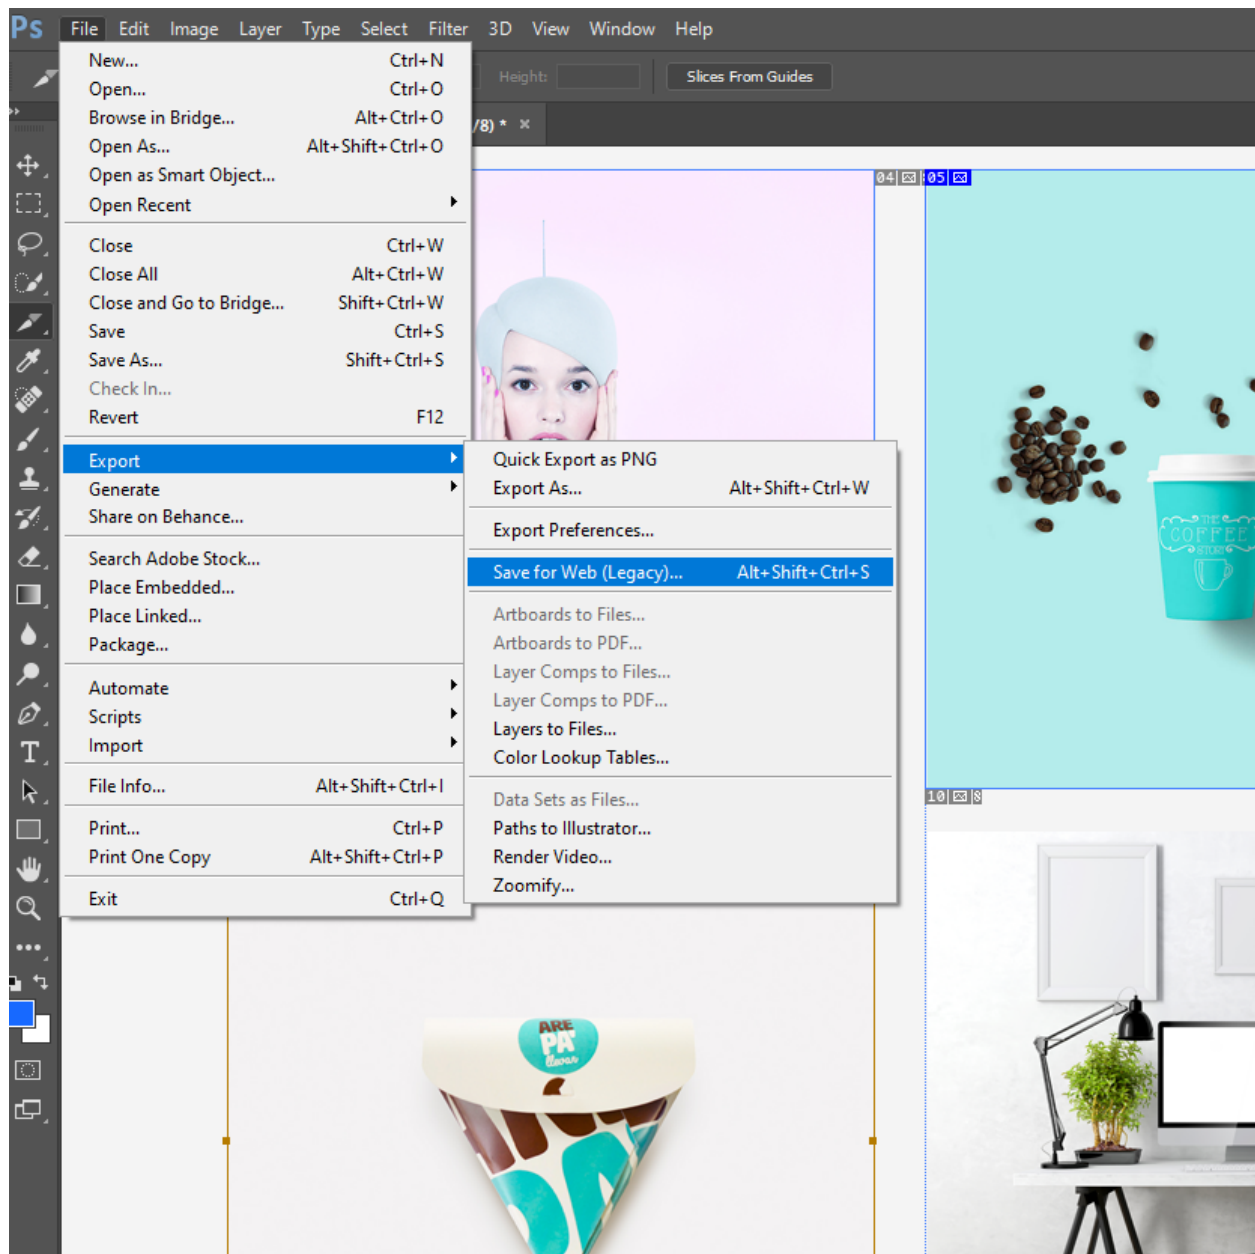 Ps File Edit Image Layer Type Select Filter 3D View Window Help
Height: Slices From Guides
/8) * ×
New... Ctrl+N
Open... Ctrl+O
Browse in Bridge... Alt+Ctrl+O
Open As... Alt+Shift+Ctrl+O
Open as Smart Object...
Open Recent
Close Ctrl+W
Close All Alt+Ctrl+W
Close and Go to Bridge... Shift+Ctrl+W
Save Ctrl+S
Save As... Shift+Ctrl+S
Check In...
Revert F12
Export
Generate
Share on Behance...
Search Adobe Stock...
Place Embedded...
Place Linked...
Package...
Automate
Scripts
Import
File Info... Alt+Shift+Ctrl+I
Print... Ctrl+P
Print One Copy Alt+Shift+Ctrl+P
Exit Ctrl+Q
Quick Export as PNG
Export As... Alt+Shift+Ctrl+W
Export Preferences...
Save for Web (Legacy)... Alt+Shift+Ctrl+S
Artboards to Files...
Artboards to PDF...
Layer Comps to Files...
Layer Comps to PDF...
Layers to Files...
Color Lookup Tables...
Data Sets as Files...
Paths to Illustrator...
Render Video...
Zoomify...
04 05
THE
COFFEE
STORY
10
ARE
PA'
llevar